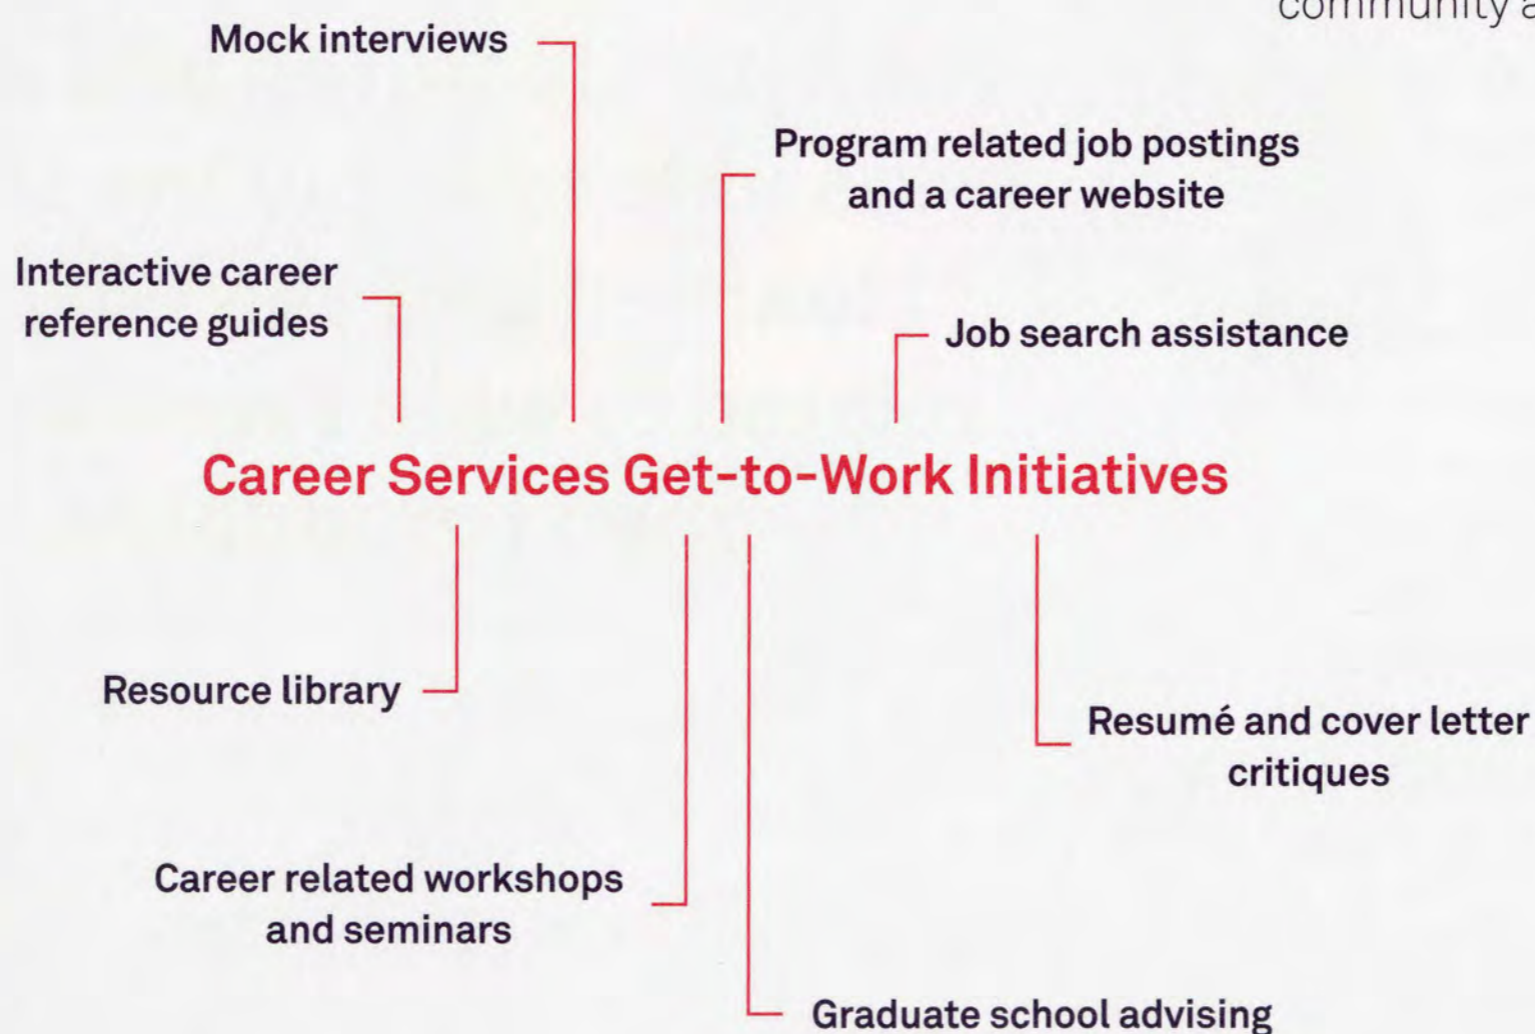 community a
Mock interviews
Program related job postings
and a career website
Interactive career
reference guides
Job search assistance
Career Services Get-to-Work Initiatives
Resource library
Resumé and cover letter
critiques
Career related workshops
and seminars
Graduate school advising